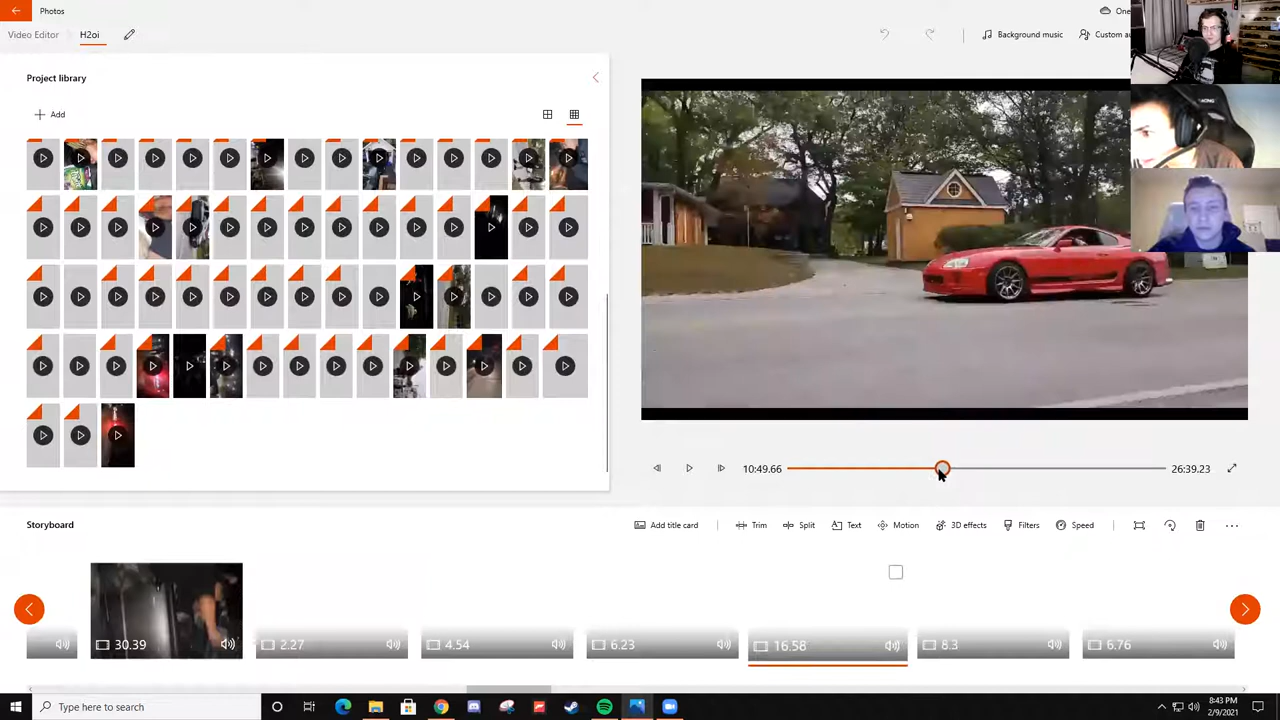 Photos
One
Video Editor
H2oi
Background music
Custom au
Project library
Add
10:49.66
26:39.23
Storyboard
Add title card
Trim
Split
Text
Motion
3D effects
Filters
Speed
30.39
2.27
4.54
6.23
16.58
8.3
6.76
Type here to search
8:43 PM
2/9/2021